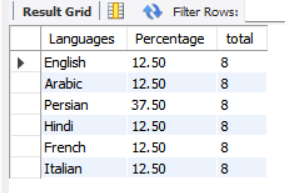 Result Grid Filter Rows:
Languages Percentage total
English 12.50 8
Arabic 12.50 8
Persian 37.50 8
Hindi 12.50 8
French 12.50 8
Italian 12.50 8